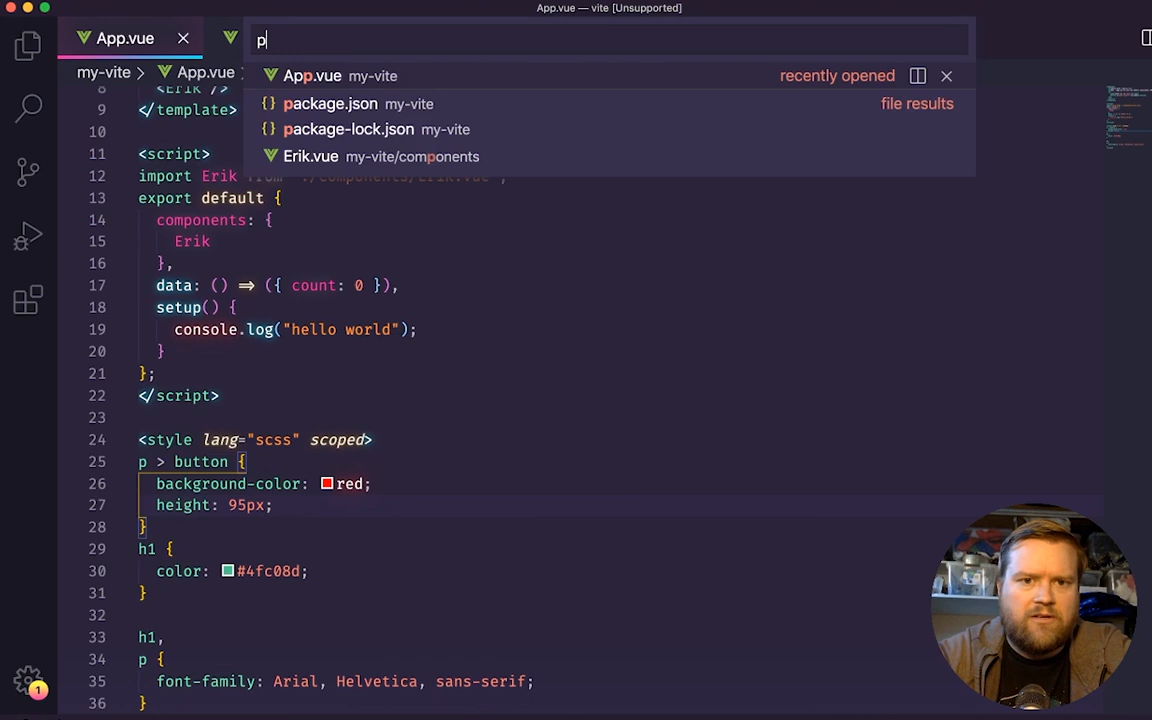 App.vue — vite [Unsupported]
App.vue
p
my-vite > App.vue
App.vue my-vite recently opened
package.json my-vite file results
package-lock.json my-vite
Erik.vue my-vite/components
8 <Erik />
9 </template>
10
11 <script>
12 import Erik from "./components/Erik.vue";
13 export default {
14 components: {
15 Erik
16 },
17 data: () => ({ count: 0 }),
18 setup() {
19 console.log("hello world");
20 }
21 };
22 </script>
23
24 <style lang="scss" scoped>
25 p > button {
26 background-color: red;
27 height: 95px;
28 }
29 h1 {
30 color: #4fc08d;
31 }
32
33 h1,
34 p {
35 font-family: Arial, Helvetica, sans-serif;
36 }
1